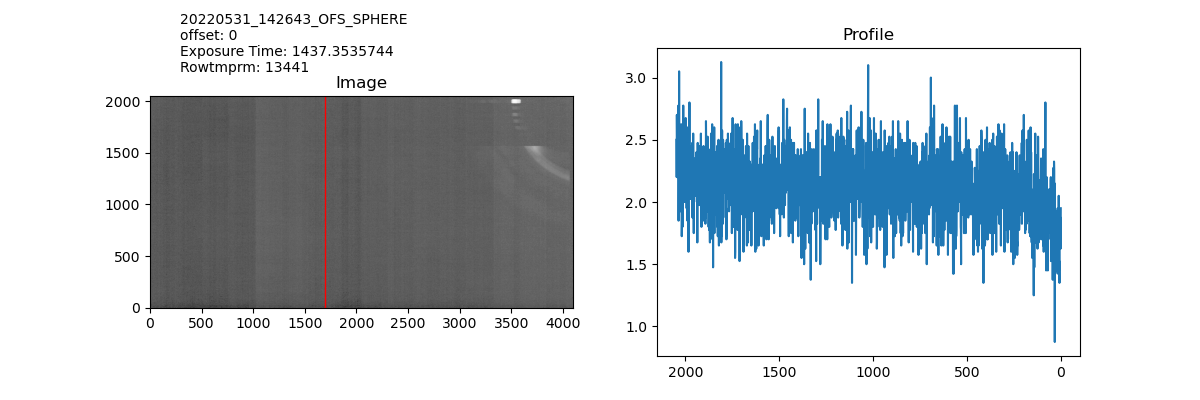 20220531_142643_OFS_SPHERE
offset: 0
Exposure Time: 1437.3535744
Rowtmprm: 13441
Image
2000
1500
1000
500
0
0 500 1000 1500 2000 2500 3000 3500 4000
Profile
3.0
2.5
2.0
1.5
1.0
2000 1500 1000 500 0